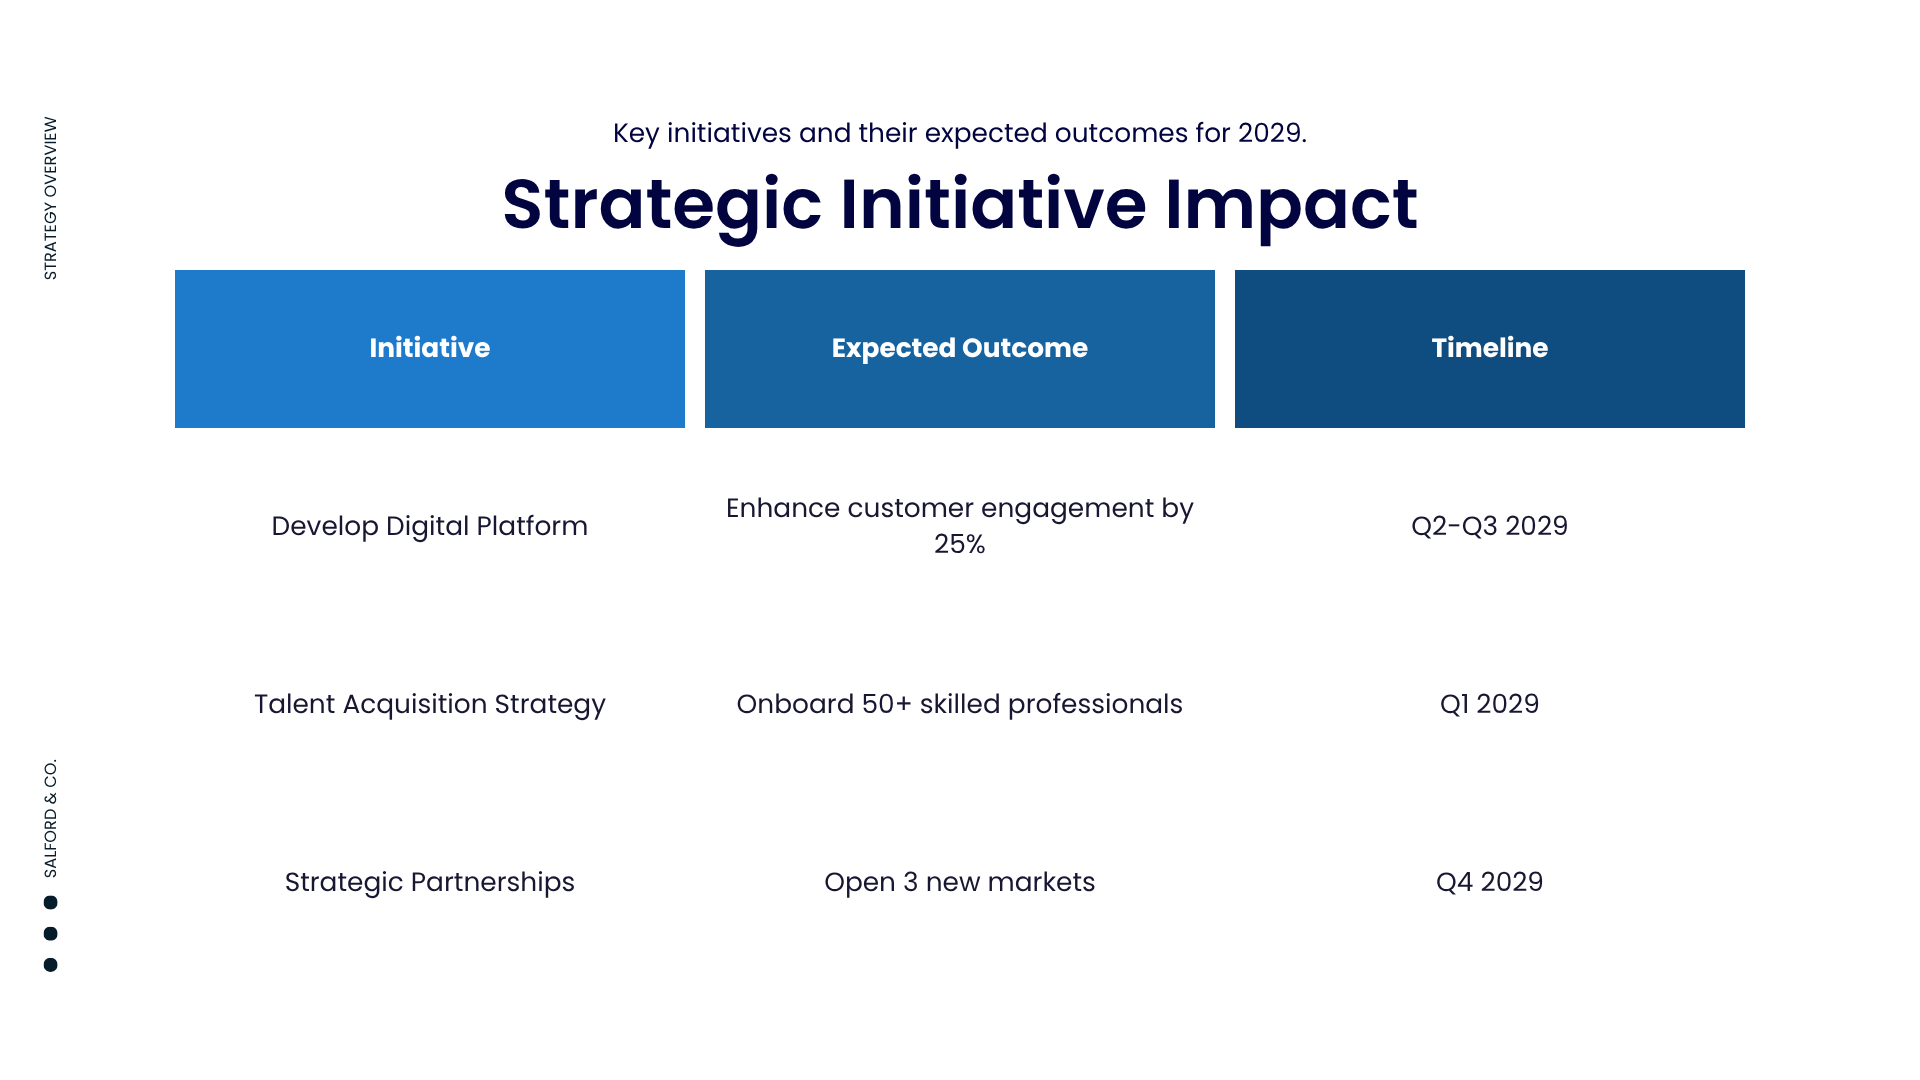 STRATEGY OVERVIEW
Key initiatives and their expected outcomes for 2029.
Strategic Initiative Impact
Initiative
Expected Outcome
Timeline
Develop Digital Platform
Enhance customer engagement by
25%
Q2-Q3 2029
Talent Acquisition Strategy
Onboard 50+ skilled professionals
Q1 2029
Strategic Partnerships
Open 3 new markets
Q4 2029
SALFORD & CO.